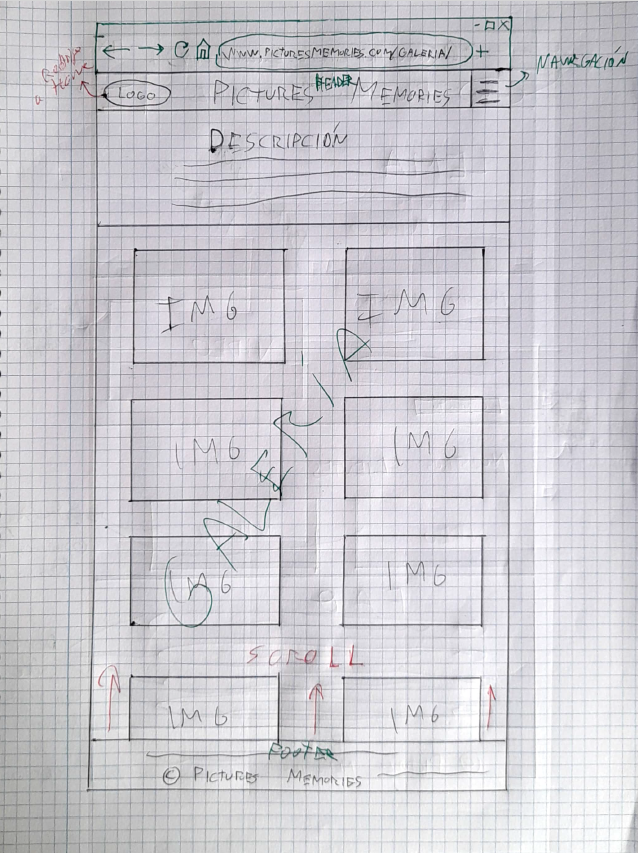 WWW.PICTURESMEMORIES.COM/GALERIA/
NAVEGACIÓN
Redirige
a Home
LOGO
PICTURES MEMORIES
HEADER
DESCRIPCIÓN
IMG IMG
IMG IMG
IMG IMG
GALERIA
SCROLL
IMG IMG
FOOTER
© PICTURES MEMORIES